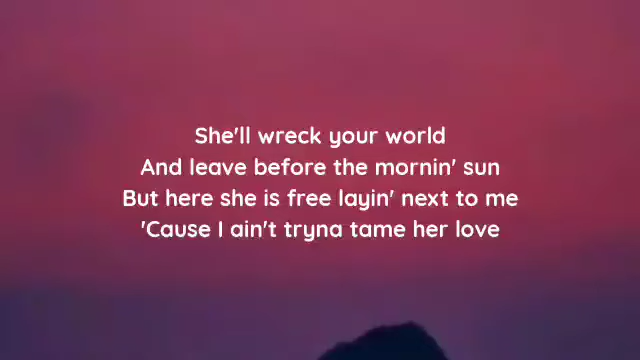 She'll wreck your world
And leave before the mornin' sun
But here she is free layin' next to me
'Cause I ain't tryna tame her love